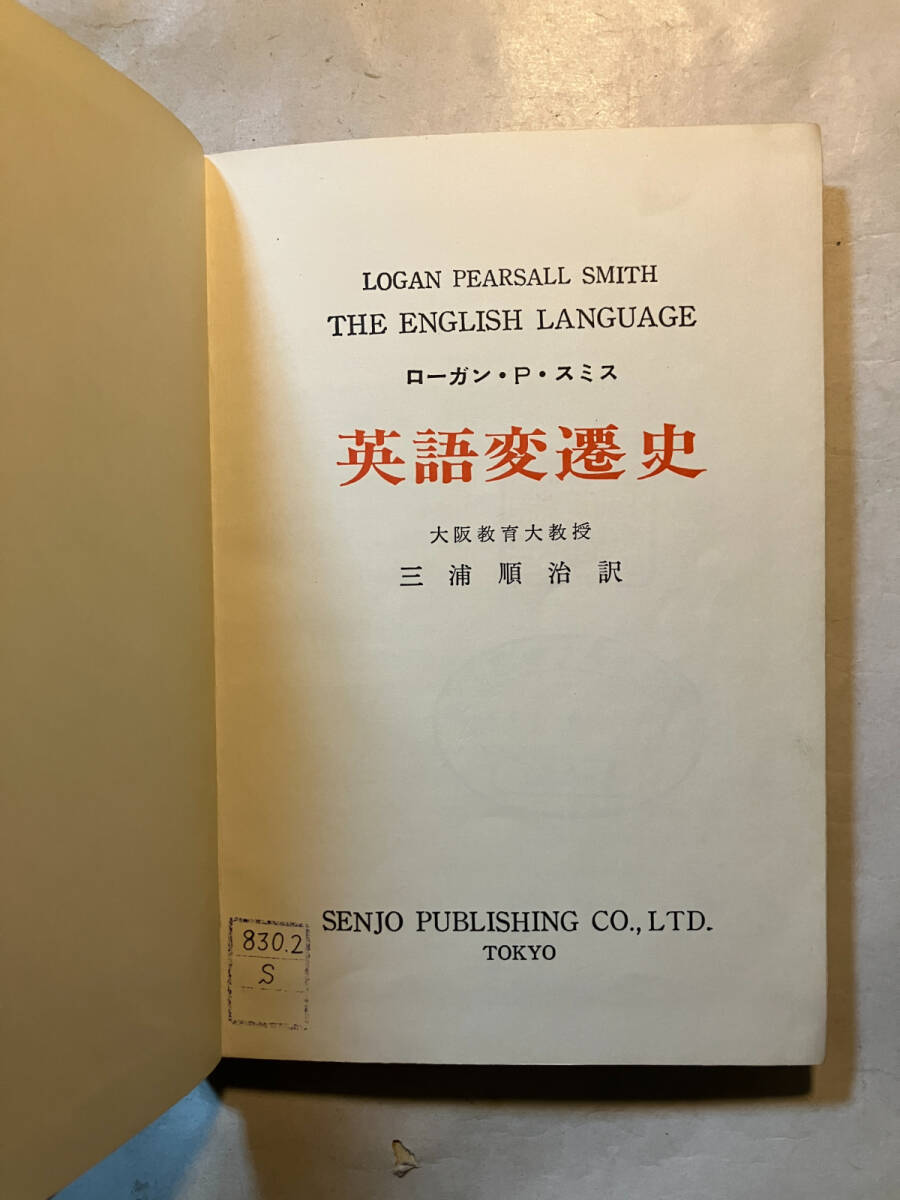 LOGAN PEARSALL SMITH
THE ENGLISH LANGUAGE
ローガン・P・スミス
英語変遷史
大阪教育大教授
三浦順治訳
SENJO PUBLISHING CO., LTD.
TOKYO
830.2
S